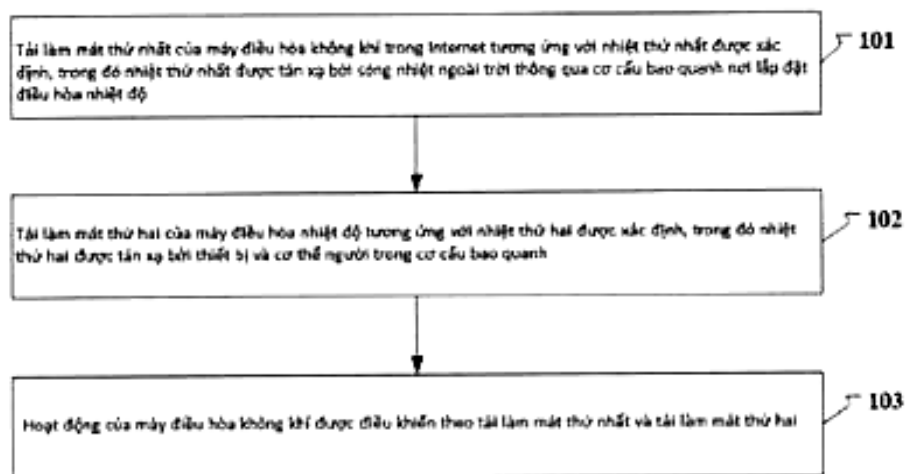 Tải làm mát thứ nhất của máy điều hòa không khí trong Internet tương ứng với nhiệt thứ nhất được xác
định, trong đó nhiệt thứ nhất được tán xạ bởi sóng nhiệt ngoài trời thông qua cơ cấu bao quanh nơi lắp đặt
điều hòa nhiệt độ
101
Tải làm mát thứ hai của máy điều hòa nhiệt độ tương ứng với nhiệt thứ hai được xác định, trong đó nhiệt
thứ hai được tán xạ bởi thiết bị và cơ thể người trong cơ cấu bao quanh
102
Hoạt động của máy điều hòa không khí được điều khiển theo tải làm mát thứ nhất và tải làm mát thứ hai
103